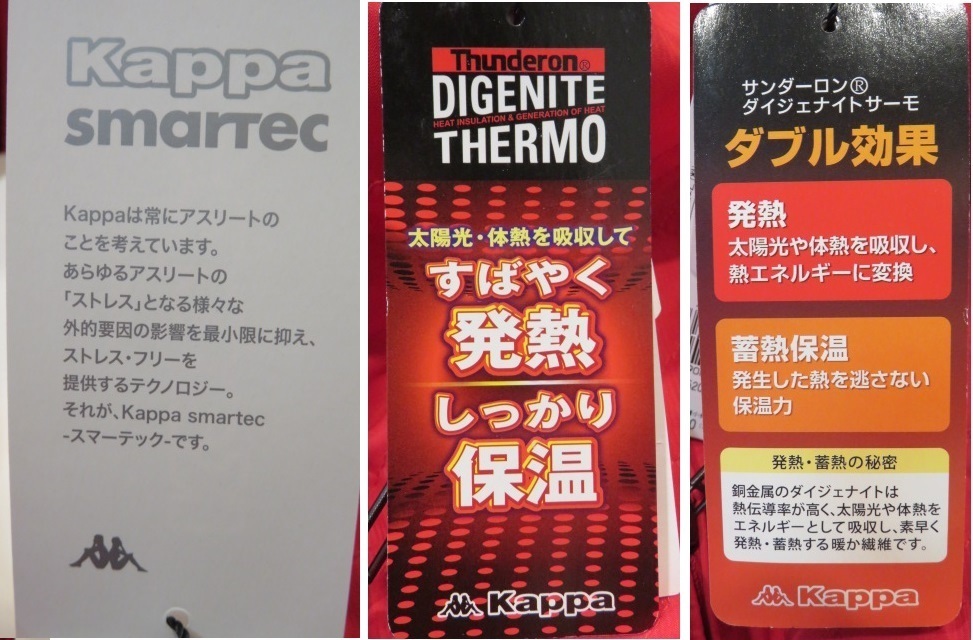 Kappa
smartec
Kappaは常にアスリートの
ことを考えています。
あらゆるアスリートの
「ストレス」となる様々な
外的要因の影響を最小限に抑え、
ストレス・フリーを
提供するテクノロジー。
それが、Kappa smartec
-スマーテック-です。
Thunderon®
DIGENITE
HEAT INSULATION & GENERATION OF HEAT
THERMO
太陽光・体熱を吸収して
すばやく
発熱
しっかり
保温
Kappa
サンダーロン®
ダイジェナイトサーモ
ダブル効果
発熱
太陽光や体熱を吸収し、
熱エネルギーに変換
蓄熱保温
発生した熱を逃さない
保温力
発熱・蓄熱の秘密
銅金属のダイジェナイトは
熱伝導率が高く、太陽光や体熱を
エネルギーとして吸収し、素早く
発熱・蓄熱する暖か繊維です。
Kappa